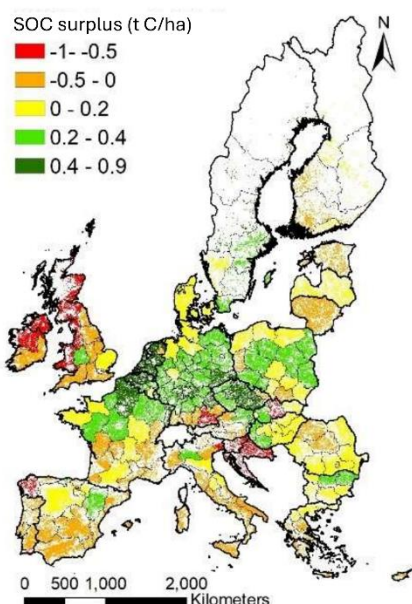 SOC surplus (t C/ha)
N
-1- -0.5
-0.5 - 0
0 - 0.2
0.2 - 0.4
0.4 - 0.9
0 500 1,000 2,000
Kilometers